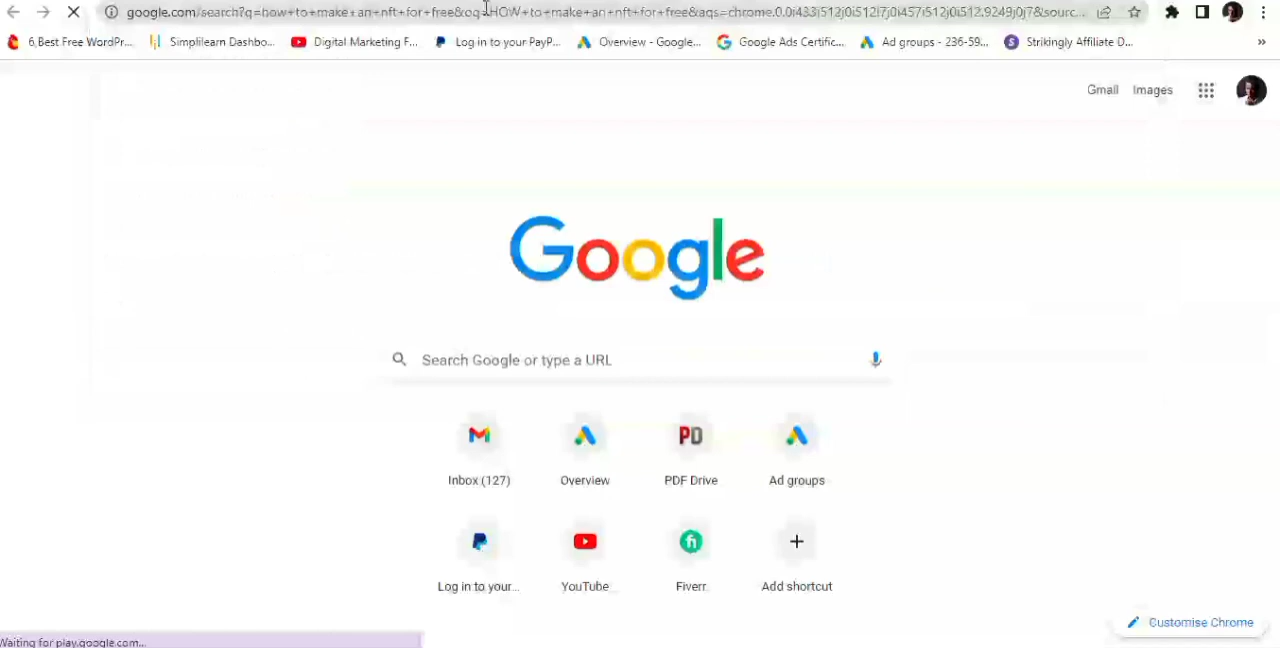 google.com/search?q=how+to+make+an+nft+for+free&oq=HOW+to+make+an+nft+for+free&aqs=chrome.0.0i433i512j0i512l7j0i457i512j0i512.9249j0j7&sourc...
6 Best Free WordPr... Simplilearn Dashbo... Digital Marketing F... Log in to your PayP... Overview - Google... Google Ads Certific... Ad groups - 236-59... Strikingly Affiliate D... »
Gmail Images
Google
Search Google or type a URL
PD
Inbox (127) Overview PDF Drive Ad groups
fi
Log in to your... YouTube Fiverr Add shortcut
Customise Chrome
Waiting for play.google.com...